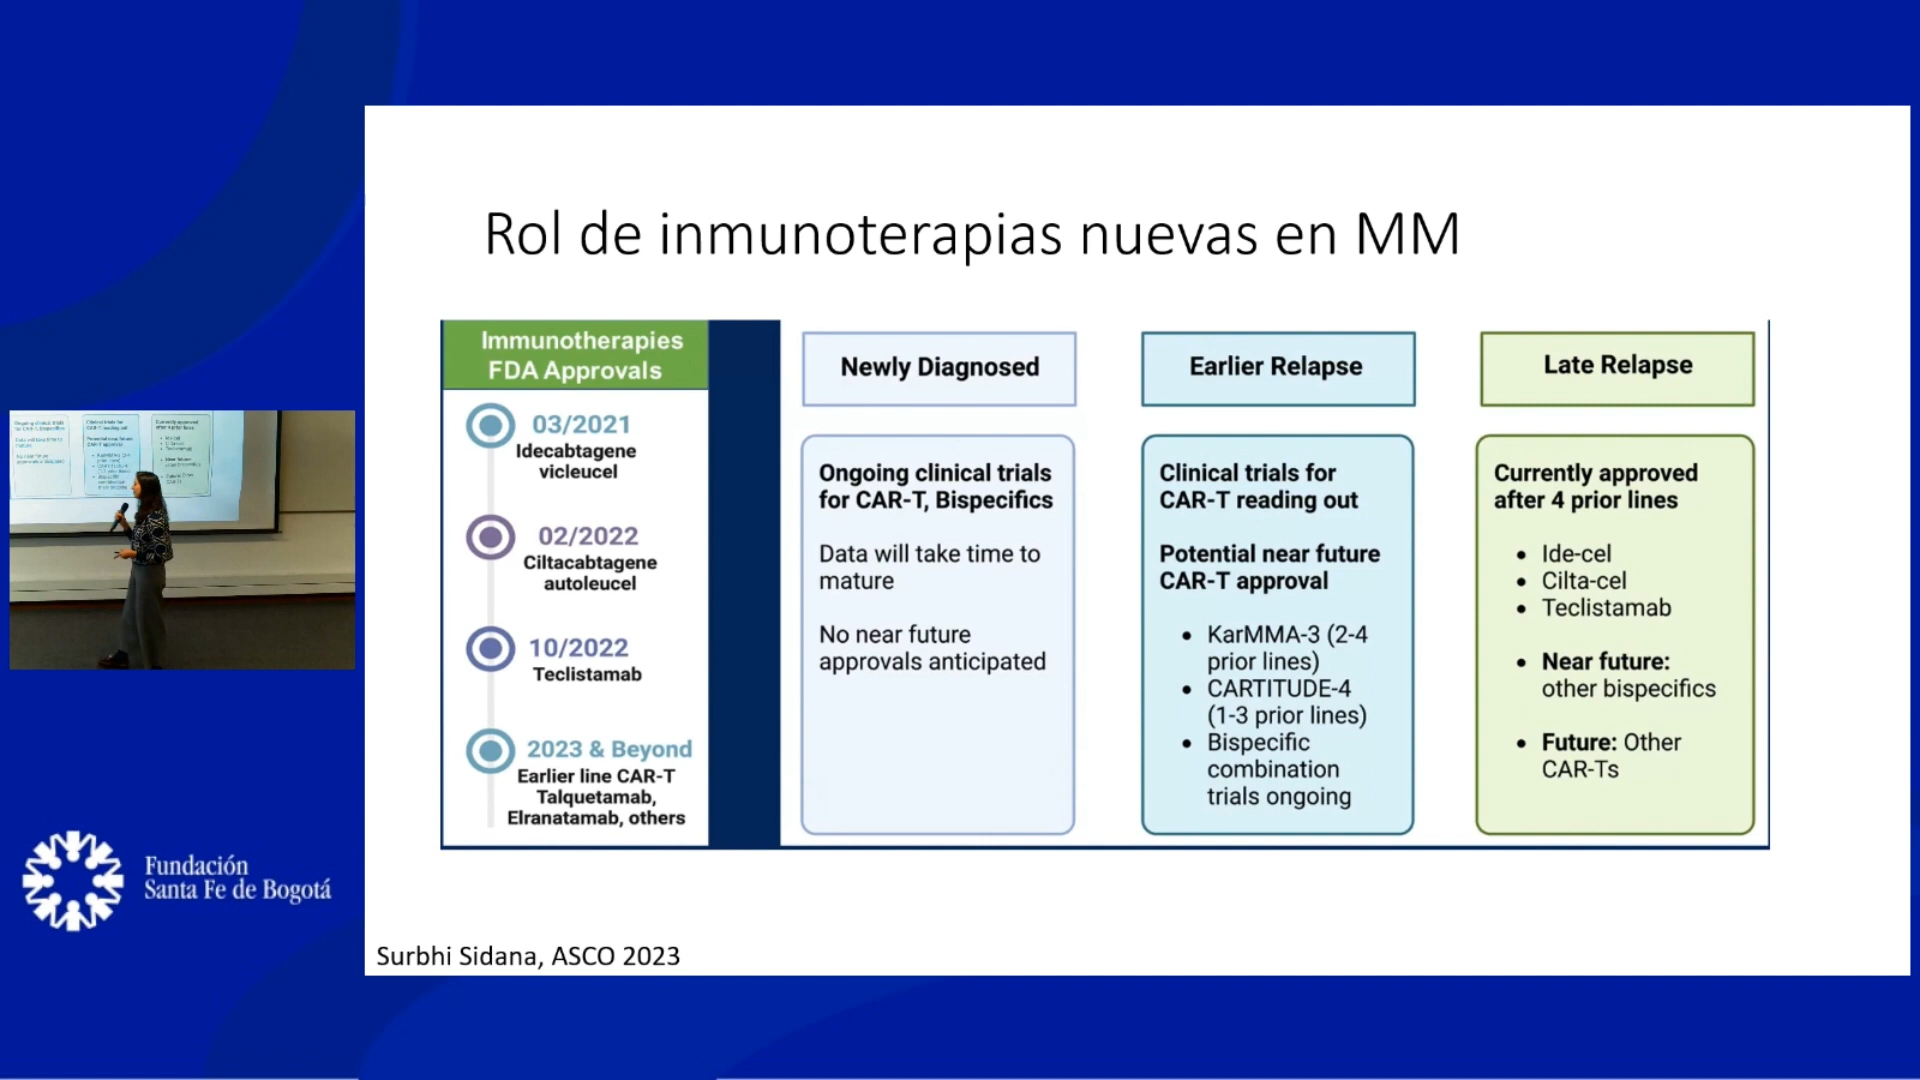 Rol de inmunoterapias nuevas en MM
Immunotherapies
FDA Approvals
03/2021
Idecabtagene
vicleucel
02/2022
Ciltacabtagene
autoleucel
10/2022
Teclistamab
2023 & Beyond
Earlier line CAR-T
Talquetamab,
Elranatamab, others
Newly Diagnosed
Ongoing clinical trials
for CAR-T, Bispecifics
Data will take time to
mature
No near future
approvals anticipated
Earlier Relapse
Clinical trials for
CAR-T reading out
Potential near future
CAR-T approval
• KarMMA-3 (2-4
prior lines)
• CARTITUDE-4
(1-3 prior lines)
• Bispecific
combination
trials ongoing
Late Relapse
Currently approved
after 4 prior lines
• Ide-cel
• Cilta-cel
• Teclistamab
• Near future:
other bispecifics
• Future: Other
CAR-Ts
Surbhi Sidana, ASCO 2023
Fundación
Santa Fe de Bogotá